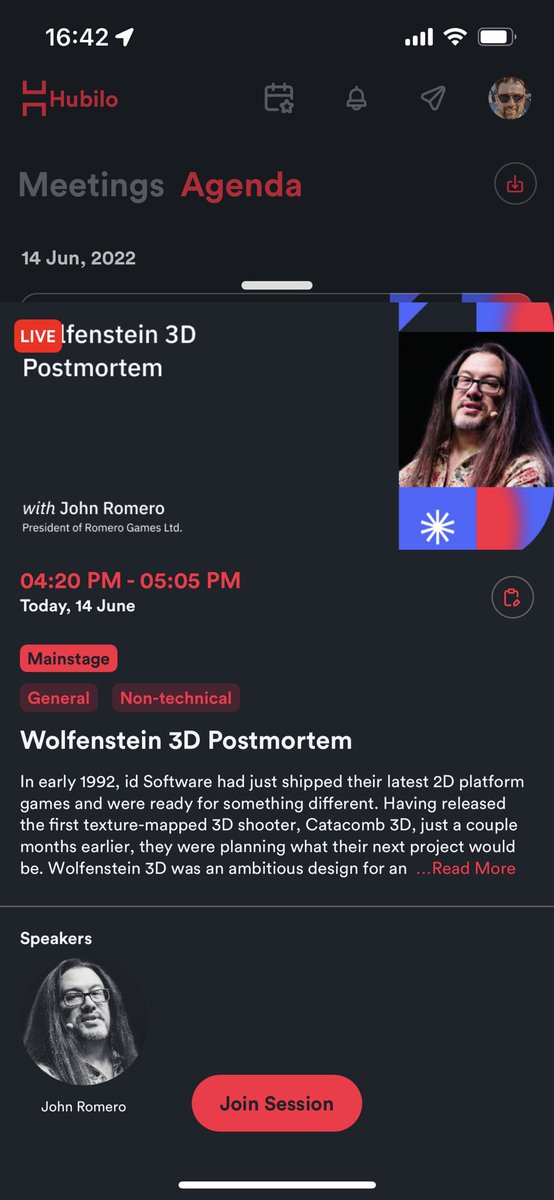 16:42
Hubilo
Meetings Agenda
14 Jun, 2022
LIVE
lfenstein 3D
Postmortem
with John Romero
President of Romero Games Ltd.
04:20 PM - 05:05 PM
Today, 14 June
Mainstage
General Non-technical
Wolfenstein 3D Postmortem
In early 1992, id Software had just shipped their latest 2D platform
games and were ready for something different. Having released
the first texture-mapped 3D shooter, Catacomb 3D, just a couple
months earlier, they were planning what their next project would
be. Wolfenstein 3D was an ambitious design for an ...Read More
Speakers
John Romero
Join Session